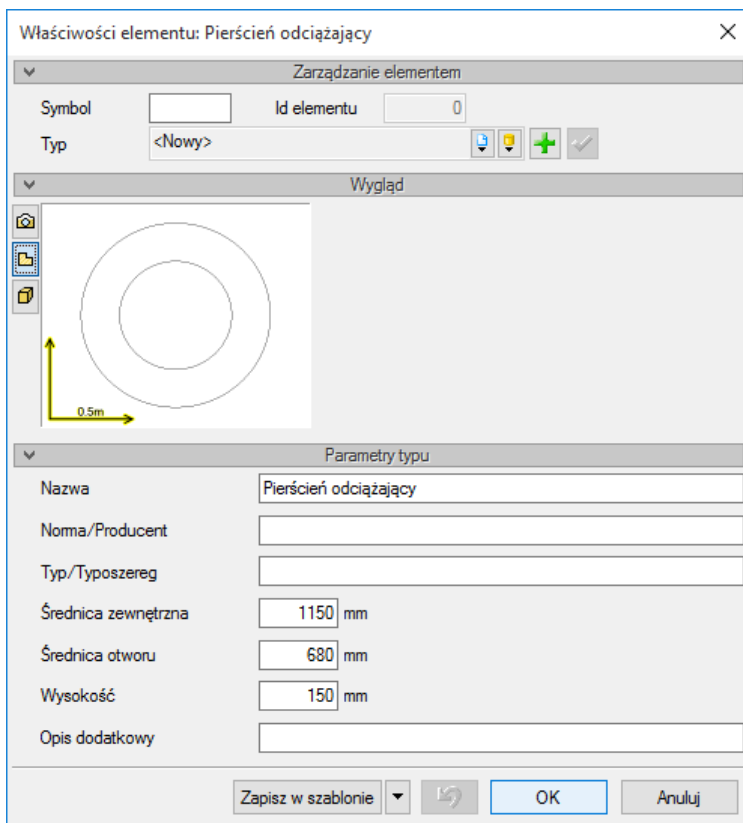 Właściwości elementu: Pierścień odciążający
Zarządzanie elementem
Symbol Id elementu 0
Typ <Nowy>
Wygląd
0.5m
Parametry typu
Nazwa Pierścień odciążający
Norma/Producent
Typ/Typoszereg
Średnica zewnętrzna 1150 mm
Średnica otworu 680 mm
Wysokość 150 mm
Opis dodatkowy
Zapisz w szablonie OK Anuluj